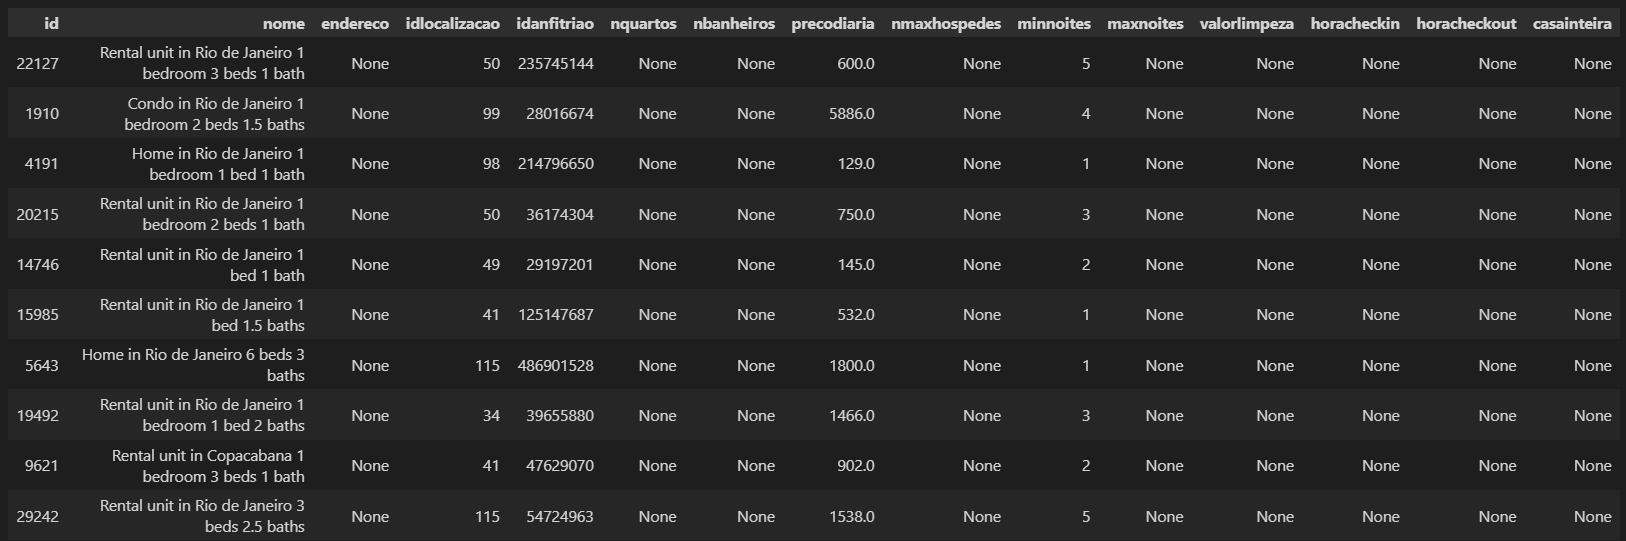 id nome endereco idlocalizacao idanfitriao nquartos nbanheiros precodiaria nmaxhospedes minnoites maxnoites valorlimpeza horacheckin horacheckout casainteira
Rental unit in Rio de Janeiro 1
22127 bedroom 3 beds 1 bath None 50 235745144 None None 600.0 None 5 None None None None None
Condo in Rio de Janeiro 1
1910 bedroom 2 beds 1.5 baths None 99 28016674 None None 5886.0 None 4 None None None None None
Home in Rio de Janeiro 1
4191 bedroom 1 bed 1 bath None 98 214796650 None None 129.0 None 1 None None None None None
Rental unit in Rio de Janeiro 1
20215 bedroom 2 beds 1 bath None 50 36174304 None None 750.0 None 3 None None None None None
Rental unit in Rio de Janeiro 1
14746 bed 1 bath None 49 29197201 None None 145.0 None 2 None None None None None
Rental unit in Rio de Janeiro 1
15985 bed 1.5 baths None 41 125147687 None None 532.0 None 1 None None None None None
Home in Rio de Janeiro 6 beds 3
5643 baths None 115 486901528 None None 1800.0 None 1 None None None None None
Rental unit in Rio de Janeiro 1
19492 bedroom 1 bed 2 baths None 34 39655880 None None 1466.0 None 3 None None None None None
Rental unit in Copacabana 1
9621 bedroom 3 beds 1 bath None 41 47629070 None None 902.0 None 2 None None None None None
Rental unit in Rio de Janeiro 3
29242 beds 2.5 baths None 115 54724963 None None 1538.0 None 5 None None None None None